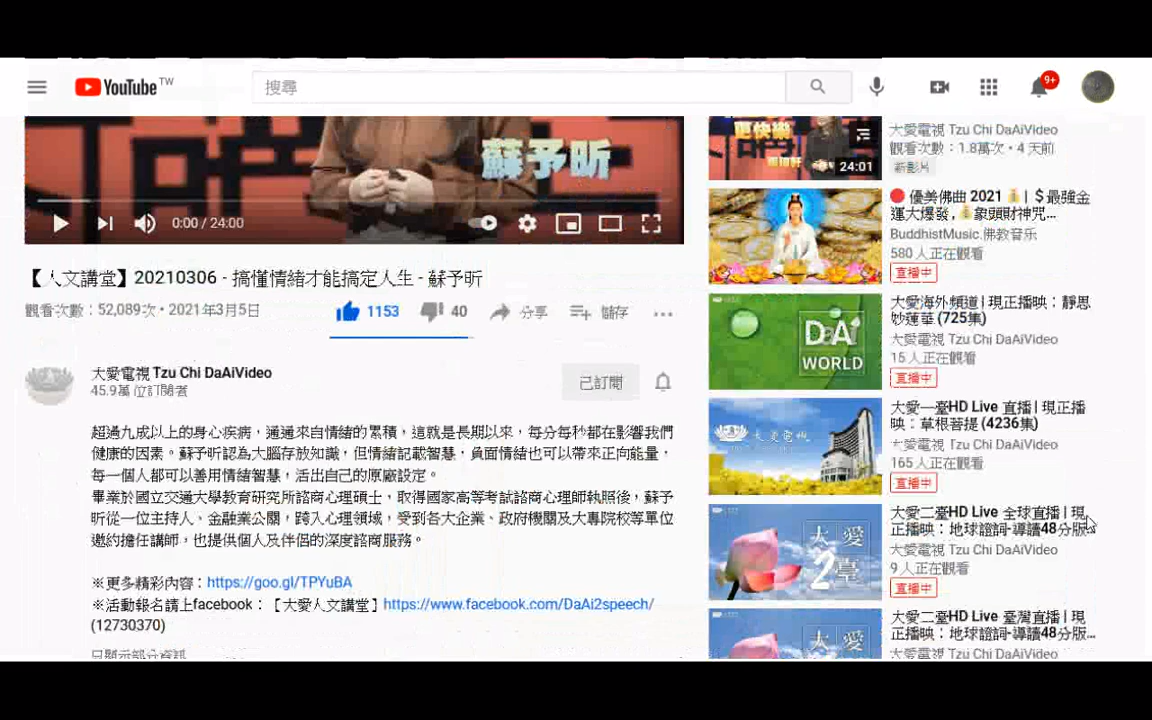 YouTube TW
搜尋
9+
蘇予昕
0:00 / 24:00
【人文講堂】20210306 - 搞懂情緒才能搞定人生 - 蘇予昕
觀看次數：52,089次 • 2021年3月5日
1153
40
分享
儲存
大愛電視 Tzu Chi DaAiVideo
45.9萬 位訂閱者
已訂閱
超過九成以上的身心疾病，通通來自情緒的累積，這就是長期以來，每分每秒都在影響我們
健康的因素。蘇予昕認為大腦存放知識，但情緒記載智慧，負面情緒也可以帶來正向能量，
每一個人都可以善用情緒智慧，活出自己的原廠設定。
畢業於國立交通大學教育研究所諮商心理碩士，取得國家高等考試諮商心理師執照後，蘇予
昕從一位主持人、金融業公關，跨入心理領域，受到各大企業、政府機關及大專院校等單位
邀約擔任講師，也提供個人及伴侶的深度諮商服務。
※更多精彩內容：https://goo.gl/TPYuBA
※活動報名請上facebook：【大愛人文講堂】https://www.facebook.com/DaAi2speech/
(12730370)
只顯示部分資訊
更快樂
24:01
大愛電視 Tzu Chi DaAiVideo
觀看次數：1.8萬次 • 4 天前
新影片
優美佛曲 2021 | $最強金
運大爆發, 象頭財神咒...
BuddhistMusic.佛教音乐
580 人正在觀看
直播中
DaAi
WORLD
大愛海外頻道 | 現正播映：靜思
妙蓮華 (725集)
大愛電視 Tzu Chi DaAiVideo
15 人正在觀看
直播中
大愛電視
大愛一臺HD Live 直播 | 現正播
映：草根菩提 (4236集)
大愛電視 Tzu Chi DaAiVideo
165 人正在觀看
直播中
大愛
2臺
大愛二臺HD Live 全球直播 | 現
正播映：地球證詞-導讀48分版...
大愛電視 Tzu Chi DaAiVideo
9 人正在觀看
直播中
大愛
大愛二臺HD Live 臺灣直播 | 現
正播映：地球證詞-導讀48分版...
大愛電視 Tzu Chi DaAiVideo